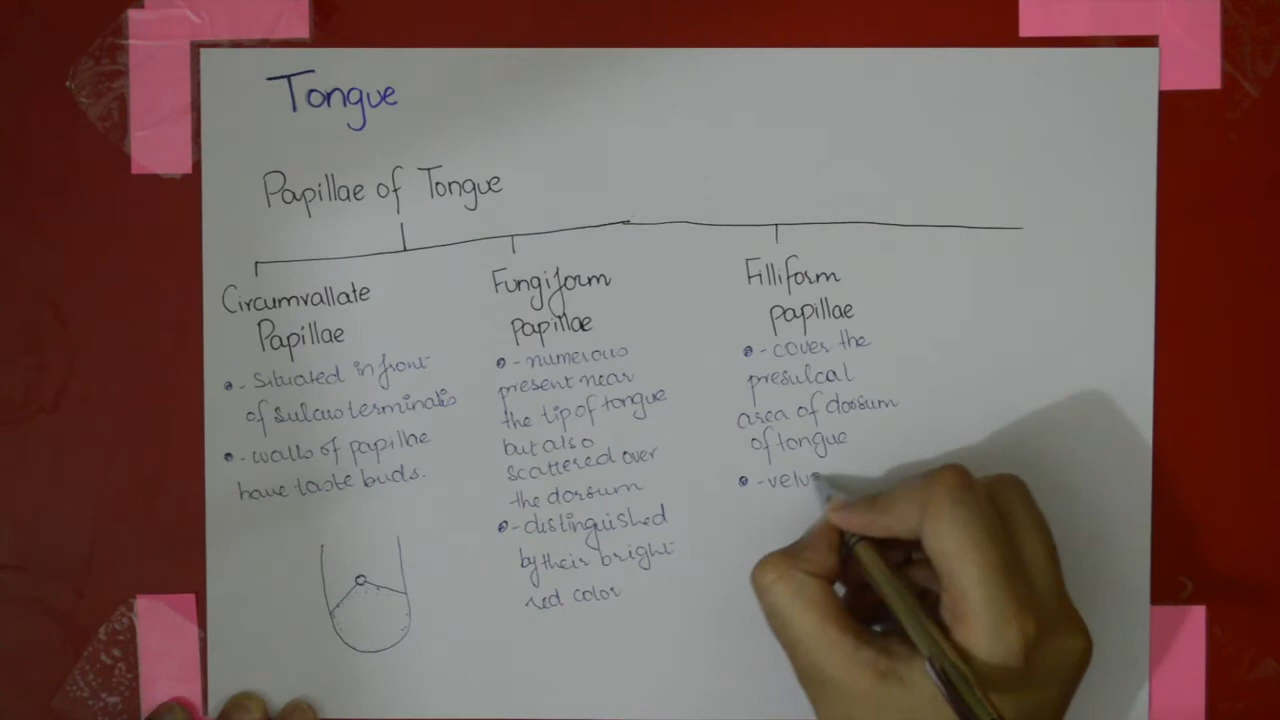 Tongue
Papillae of Tongue
Circumvallate
Papillae
- Situated in front
of sulcus terminalis
- walls of papillae
have taste buds.
Fungiform
papillae
- numerous
present near
the tip of tongue
but also
scattered over
the dorsum
- distinguished
by their bright
red color
Filliform
papillae
- cover the
presulcal
area of dorsum
of tongue